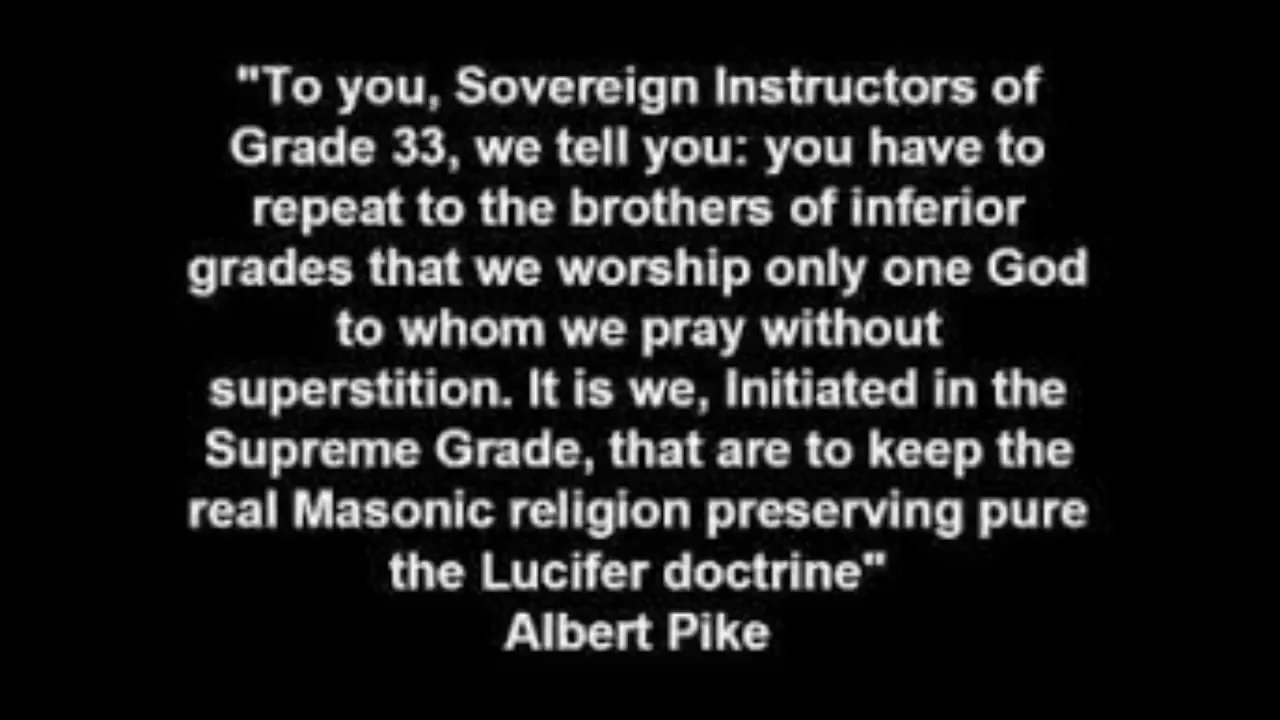 "To you, Sovereign Instructors of
Grade 33, we tell you: you have to
repeat to the brothers of inferior
grades that we worship only one God
to whom we pray without
superstition. It is we, Initiated in the
Supreme Grade, that are to keep the
real Masonic religion preserving pure
the Lucifer doctrine"
Albert Pike